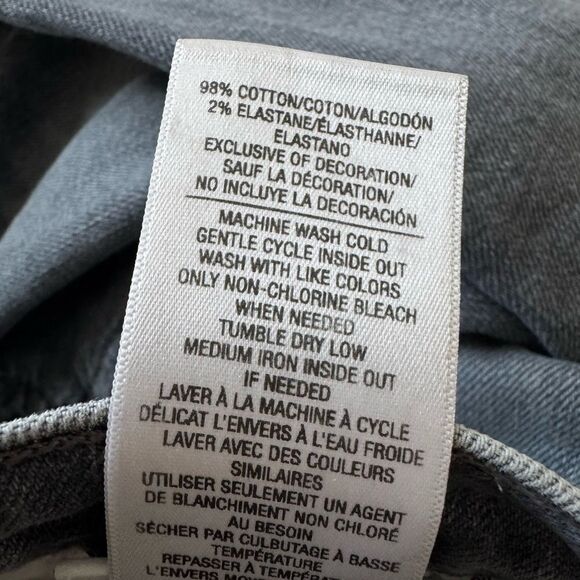 98% COTTON/COTON/ALGODÓN
2% ELASTANE/ÉLASTHANNE/
ELASTANO
EXCLUSIVE OF DECORATION/
SAUF LA DÉCORATION/
NO INCLUYE LA DECORACIÓN
MACHINE WASH COLD
GENTLE CYCLE INSIDE OUT
WASH WITH LIKE COLORS
ONLY NON-CHLORINE BLEACH
WHEN NEEDED
TUMBLE DRY LOW
MEDIUM IRON INSIDE OUT
IF NEEDED
LAVER À LA MACHINE À CYCLE
DÉLICAT L'ENVERS À L'EAU FROIDE
LAVER AVEC DES COULEURS
SIMILAIRES
UTILISER SEULEMENT UN AGENT
DE BLANCHIMENT NON CHLORÉ
AU BESOIN
SÉCHER PAR CULBUTAGE À BASSE
TEMPÉRATURE
REPASSER À TEMPÉRATURE
L'ENVERS